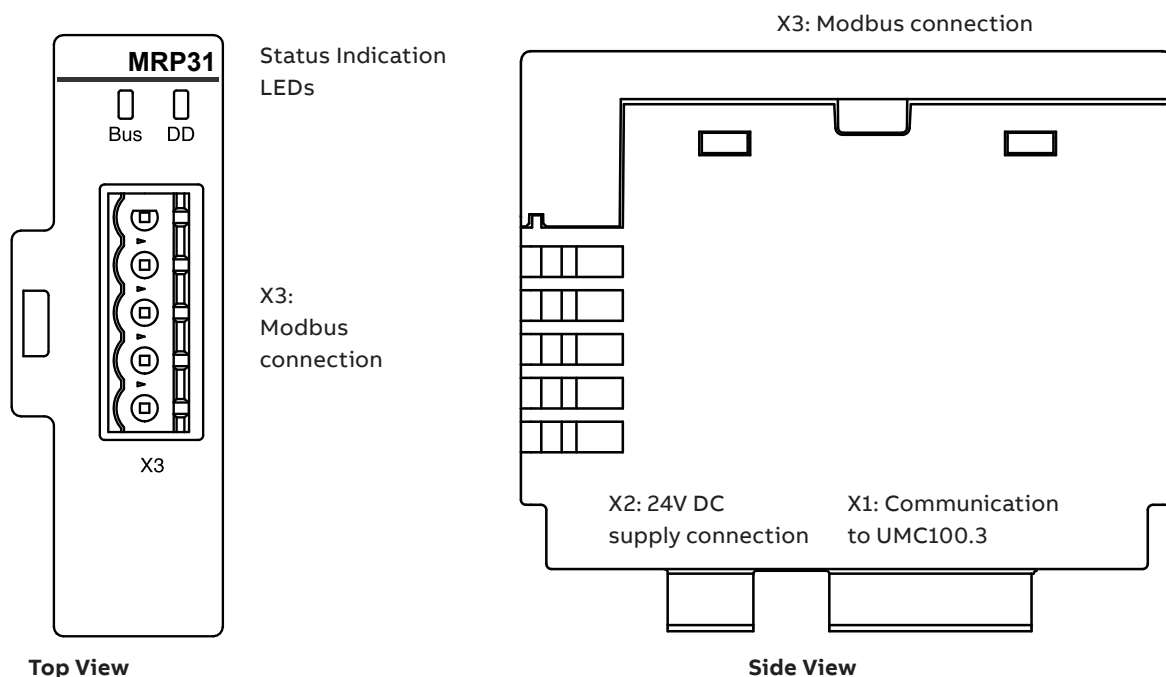 MRP31
Bus DD
X3
Status Indication
LEDs
X3:
Modbus
connection
Top View
X3: Modbus connection
X2: 24V DC
supply connection
X1: Communication
to UMC100.3
Side View